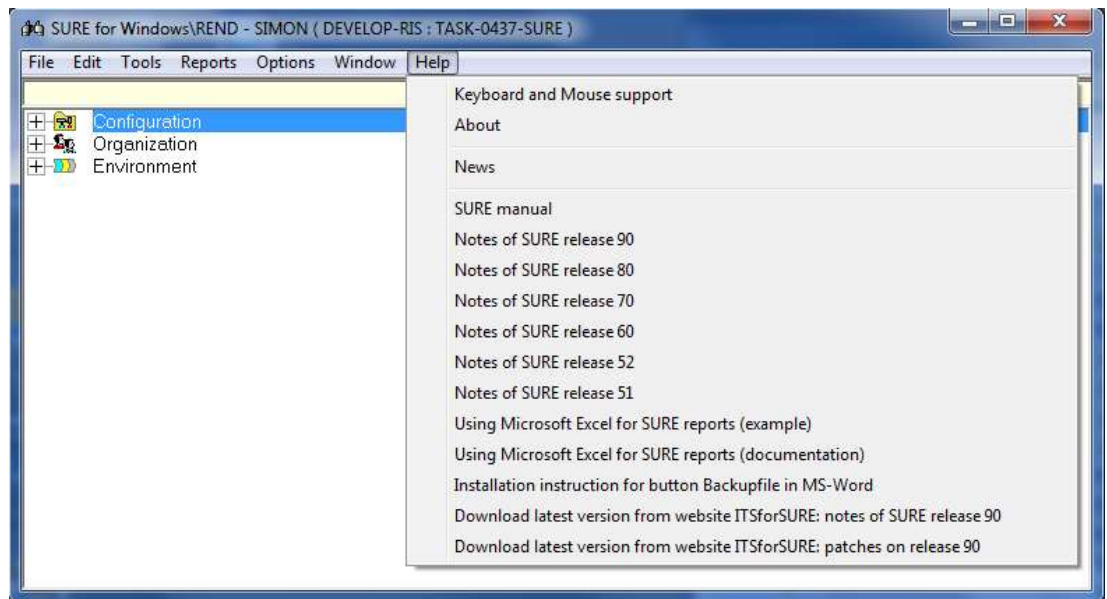 SURE for Windows\REND - SIMON ( DEVELOP-RIS : TASK-0437-SURE )
File Edit Tools Reports Options Window Help
Configuration
Organization
Environment
Keyboard and Mouse support
About
News
SURE manual
Notes of SURE release 90
Notes of SURE release 80
Notes of SURE release 70
Notes of SURE release 60
Notes of SURE release 52
Notes of SURE release 51
Using Microsoft Excel for SURE reports (example)
Using Microsoft Excel for SURE reports (documentation)
Installation instruction for button Backupfile in MS-Word
Download latest version from website ITSforSURE: notes of SURE release 90
Download latest version from website ITSforSURE: patches on release 90